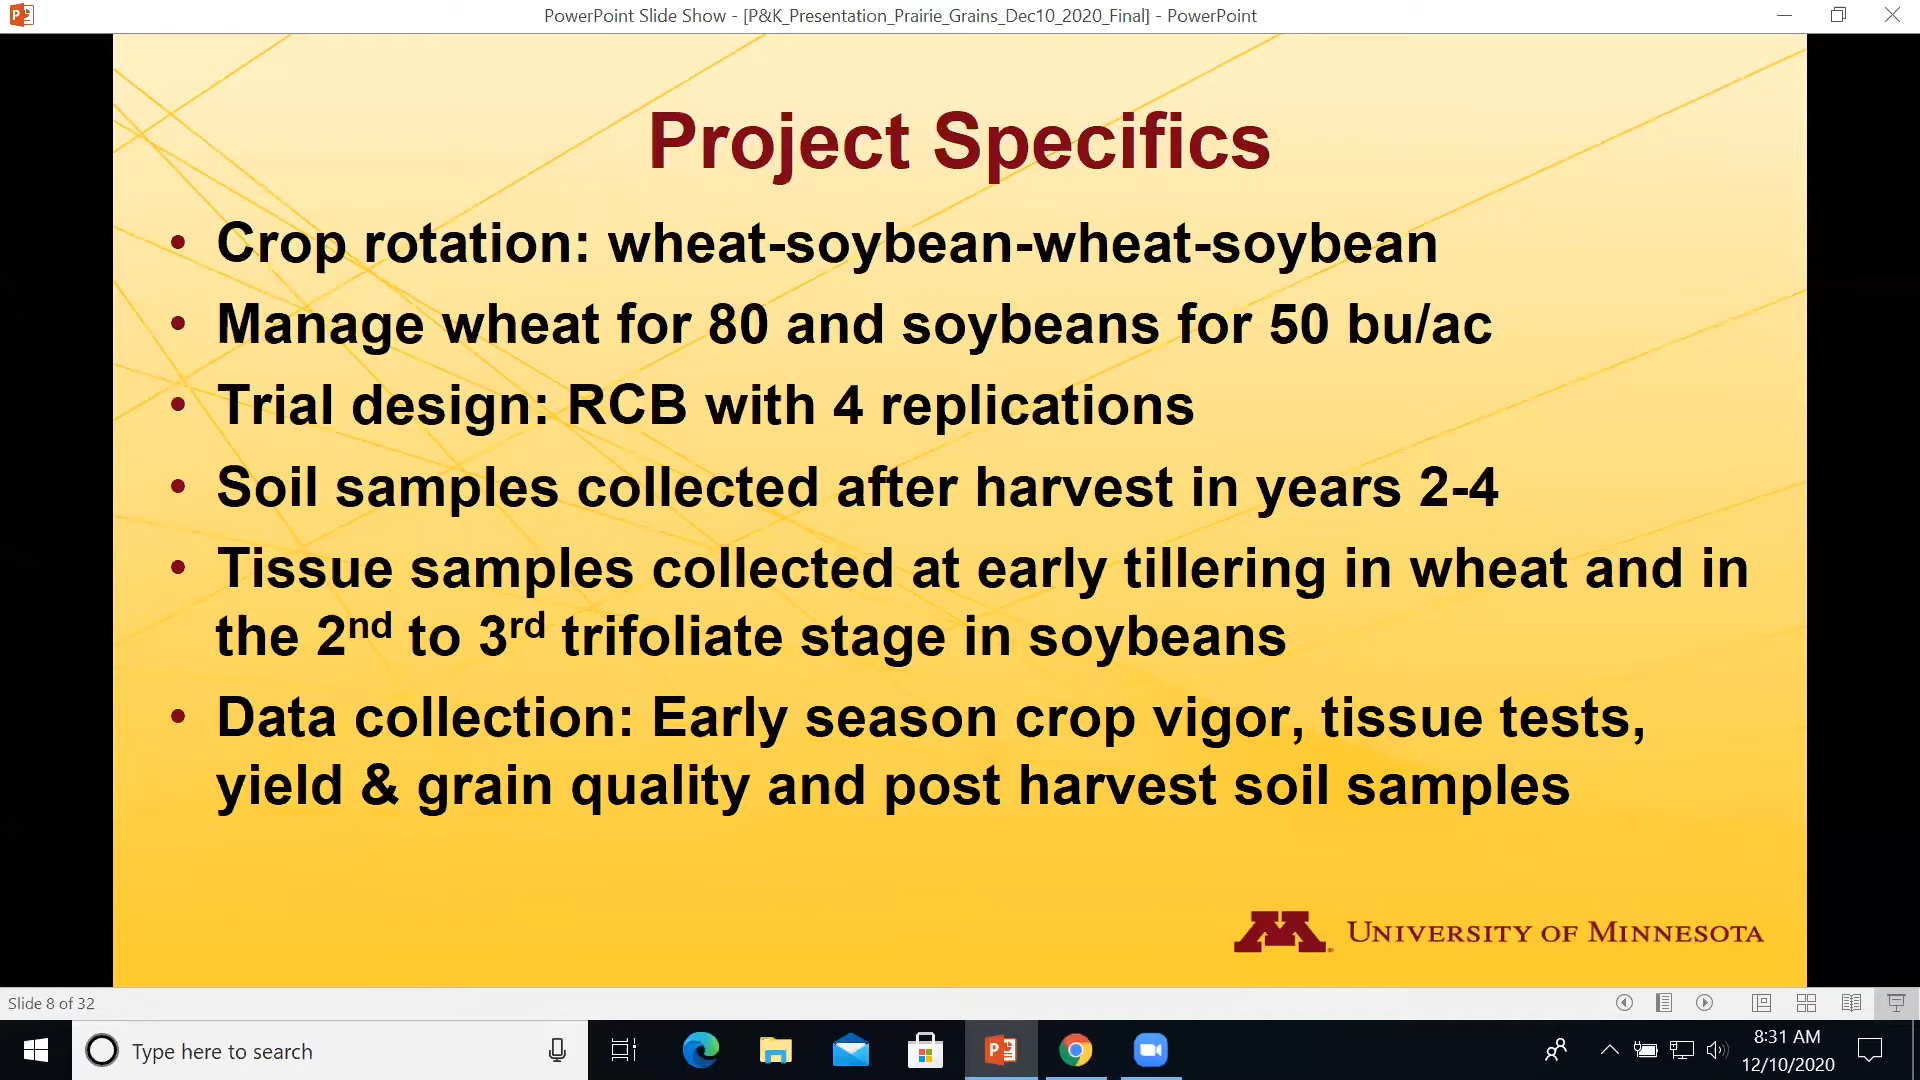 PowerPoint Slide Show - [P&K_Presentation_Prairie_Grains_Dec10_2020_Final] - PowerPoint
Project Specifics
• Crop rotation: wheat-soybean-wheat-soybean
• Manage wheat for 80 and soybeans for 50 bu/ac
• Trial design: RCB with 4 replications
• Soil samples collected after harvest in years 2-4
• Tissue samples collected at early tillering in wheat and in
the 2nd to 3rd trifoliate stage in soybeans
• Data collection: Early season crop vigor, tissue tests,
yield & grain quality and post harvest soil samples
M UNIVERSITY OF MINNESOTA
Slide 8 of 32
Type here to search
8:31 AM
12/10/2020